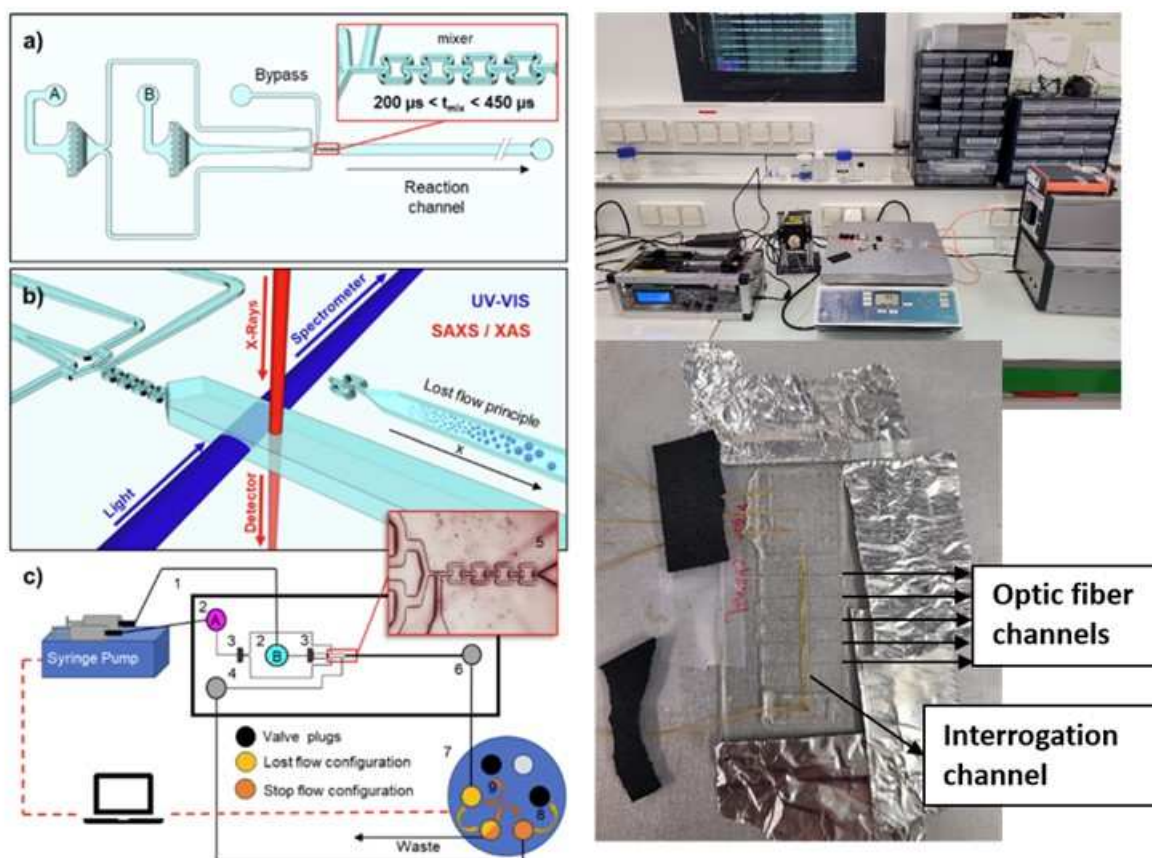 a)
mixer
Bypass
A
B
200 µs < tmix < 450 µs
Reaction
channel
b)
X-Rays
Spectrometer
UV-VIS
SAXS / XAS
Lost flow principle
x
Light
Detector
c)
1
5
2
A
Syringe Pump
3
2
3
B
4
6
Valve plugs
7
Lost flow configuration
9
Stop flow configuration
8
Waste
Optic fiber
channels
Interrogation
channel